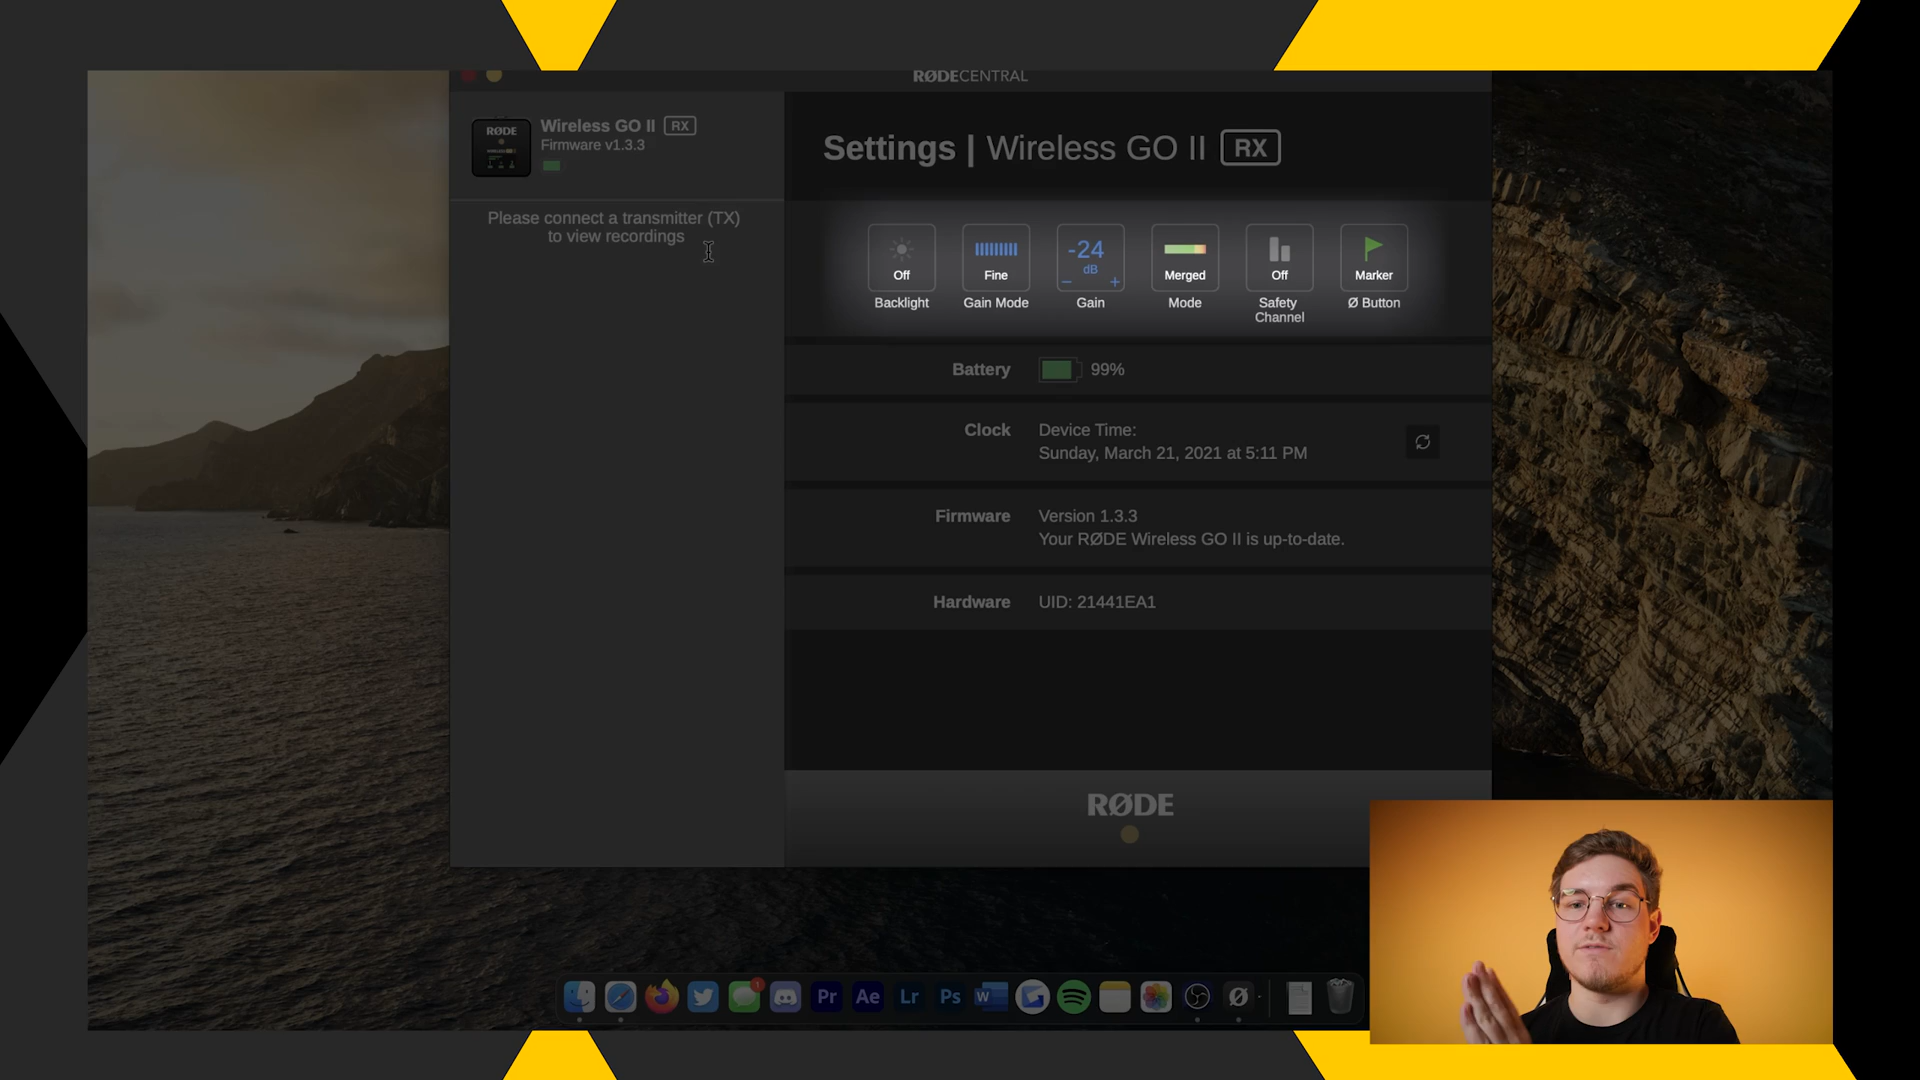 RØDECENTRAL
RØDE
Wireless GO II RX
Firmware v1.3.3
Please connect a transmitter (TX)
to view recordings
Settings | Wireless GO II RX
Off
Backlight
Fine
Gain Mode
-24
dB
− +
Gain
Merged
Mode
Off
Safety
Channel
Marker
Ø Button
Battery 99%
Clock Device Time:
Sunday, March 21, 2021 at 5:11 PM
Firmware Version 1.3.3
Your RØDE Wireless GO II is up-to-date.
Hardware UID: 21441EA1
RØDE
1
Pr Ae Lr Ps W Ø